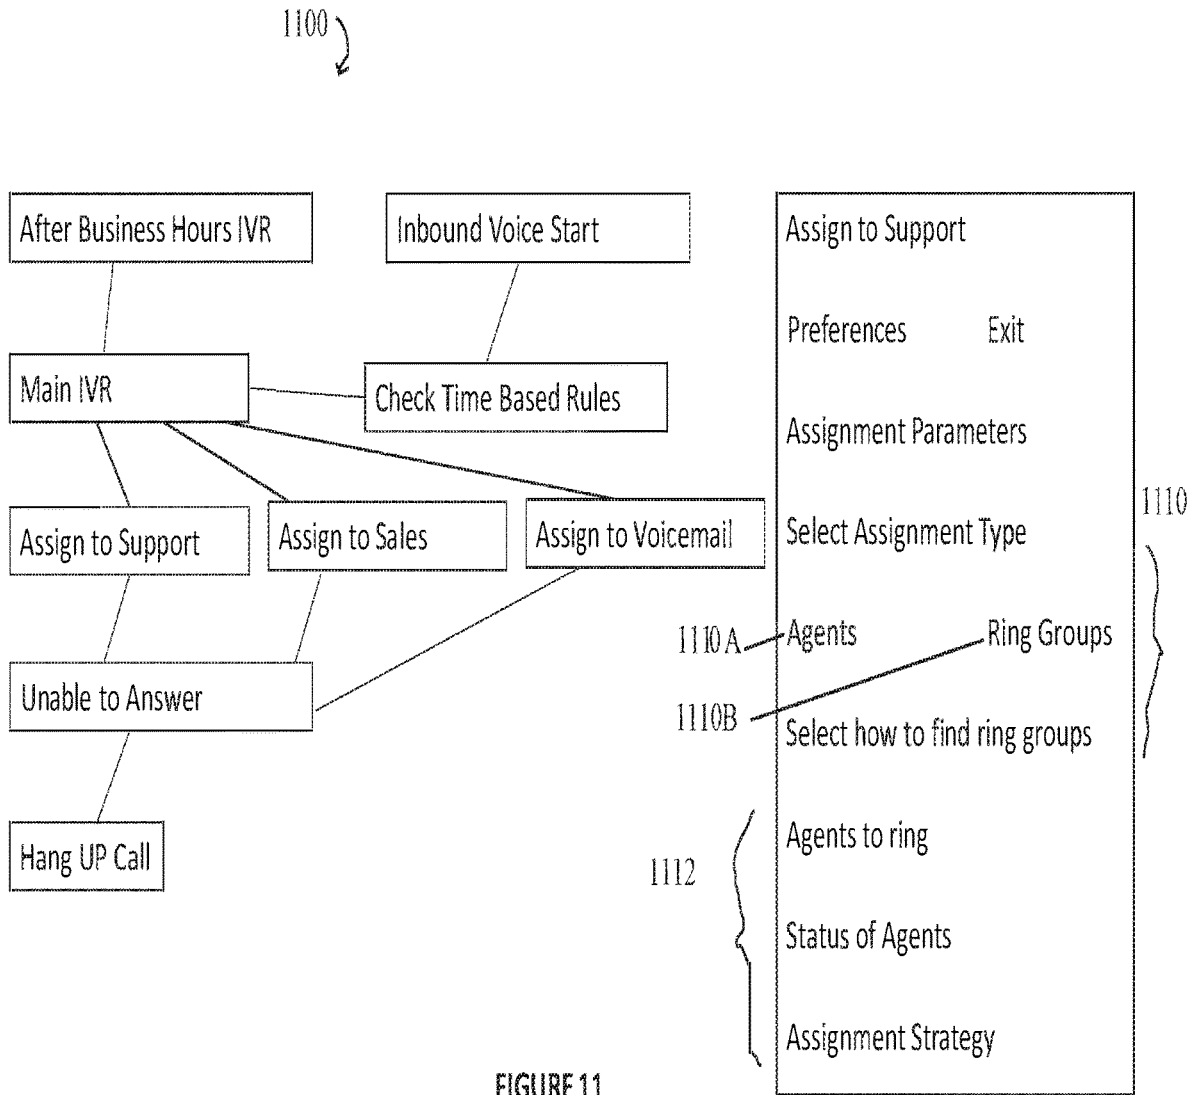 1100
After Business Hours IVR
Inbound Voice Start
Main IVR
Check Time Based Rules
Assign to Support
Assign to Sales
Assign to Voicemail
Unable to Answer
Hang UP Call
Assign to Support
Preferences Exit
Assignment Parameters
Select Assignment Type
1110
1110A
Agents Ring Groups
1110B
Select how to find ring groups
1112
Agents to ring
Status of Agents
Assignment Strategy
FIGURE 11